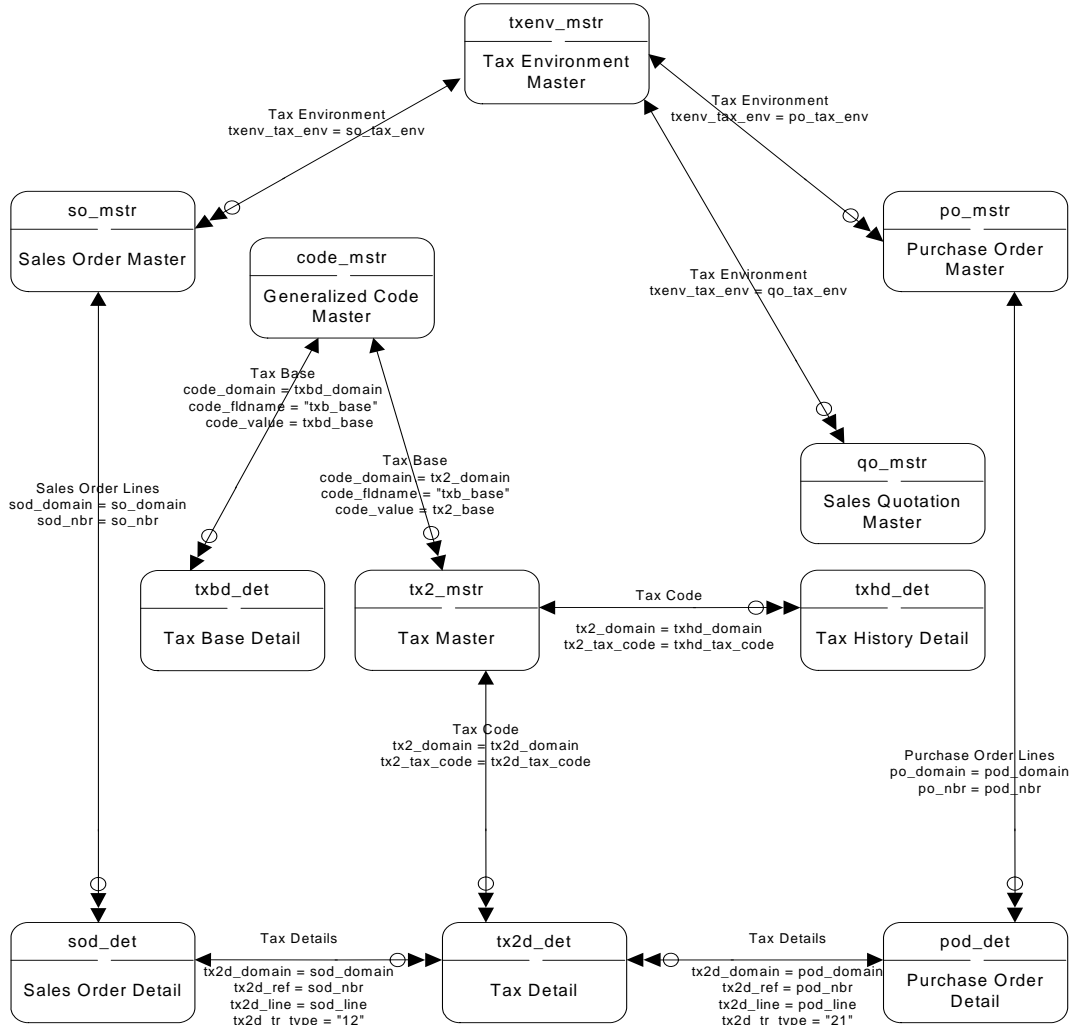 txenv_mstr
Tax Environment
Master
Tax Environment
txenv_tax_env = so_tax_env
Tax Environment
txenv_tax_env = po_tax_env
so_mstr
Sales Order Master
code_mstr
Generalized Code
Master
Tax Environment
txenv_tax_env = qo_tax_env
po_mstr
Purchase Order
Master
Tax Base
code_domain = txbd_domain
code_fldname = "txb_base"
code_value = txbd_base
Tax Base
code_domain = tx2_domain
code_fldname = "txb_base"
code_value = tx2_base
qo_mstr
Sales Quotation
Master
Sales Order Lines
sod_domain = so_domain
sod_nbr = so_nbr
txbd_det
Tax Base Detail
tx2_mstr
Tax Master
Tax Code
tx2_domain = txhd_domain
tx2_tax_code = txhd_tax_code
txhd_det
Tax History Detail
Tax Code
tx2_domain = tx2d_domain
tx2_tax_code = tx2d_tax_code
Purchase Order Lines
po_domain = pod_domain
po_nbr = pod_nbr
sod_det
Sales Order Detail
Tax Details
tx2d_domain = sod_domain
tx2d_ref = sod_nbr
tx2d_line = sod_line
tx2d_tr_type = "12"
tx2d_det
Tax Detail
Tax Details
tx2d_domain = pod_domain
tx2d_ref = pod_nbr
tx2d_line = pod_line
tx2d_tr_type = "21"
pod_det
Purchase Order
Detail